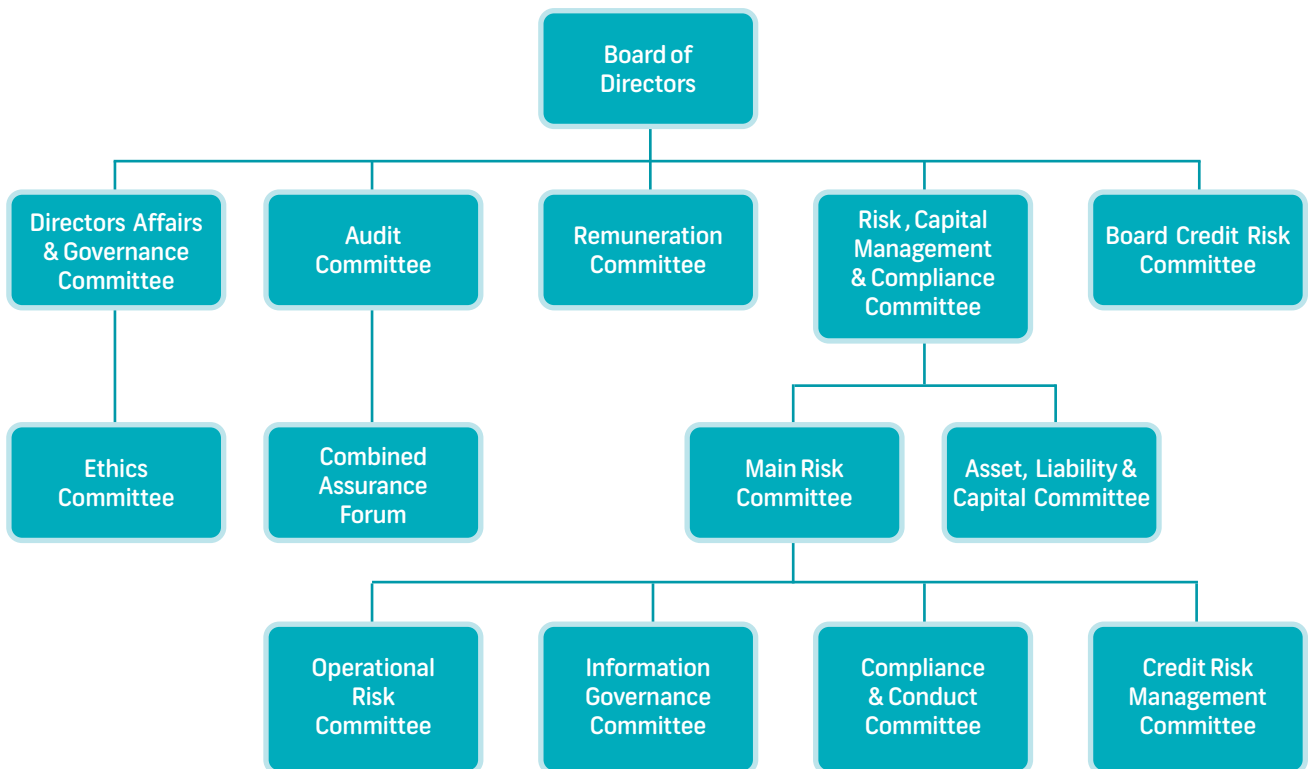 Board of
Directors
Directors Affairs
& Governance
Committee
Audit
Committee
Remuneration
Committee
Risk , Capital
Management
& Compliance
Committee
Board Credit Risk
Committee
Ethics
Committee
Combined
Assurance
Forum
Main Risk
Committee
Asset, Liability &
Capital Committee
Operational
Risk
Committee
Information
Governance
Committee
Compliance
& Conduct
Committee
Credit Risk
Management
Committee